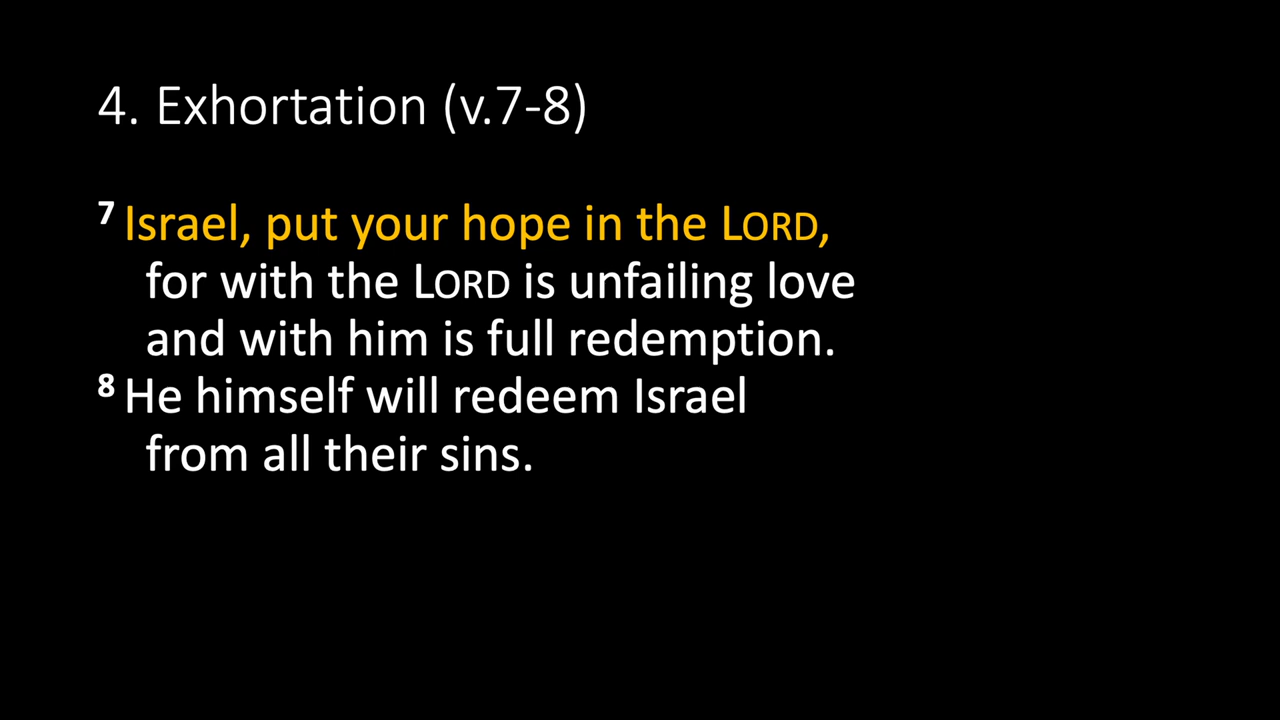 4. Exhortation (v.7-8)
7 Israel, put your hope in the LORD,
for with the LORD is unfailing love
and with him is full redemption.
8 He himself will redeem Israel
from all their sins.